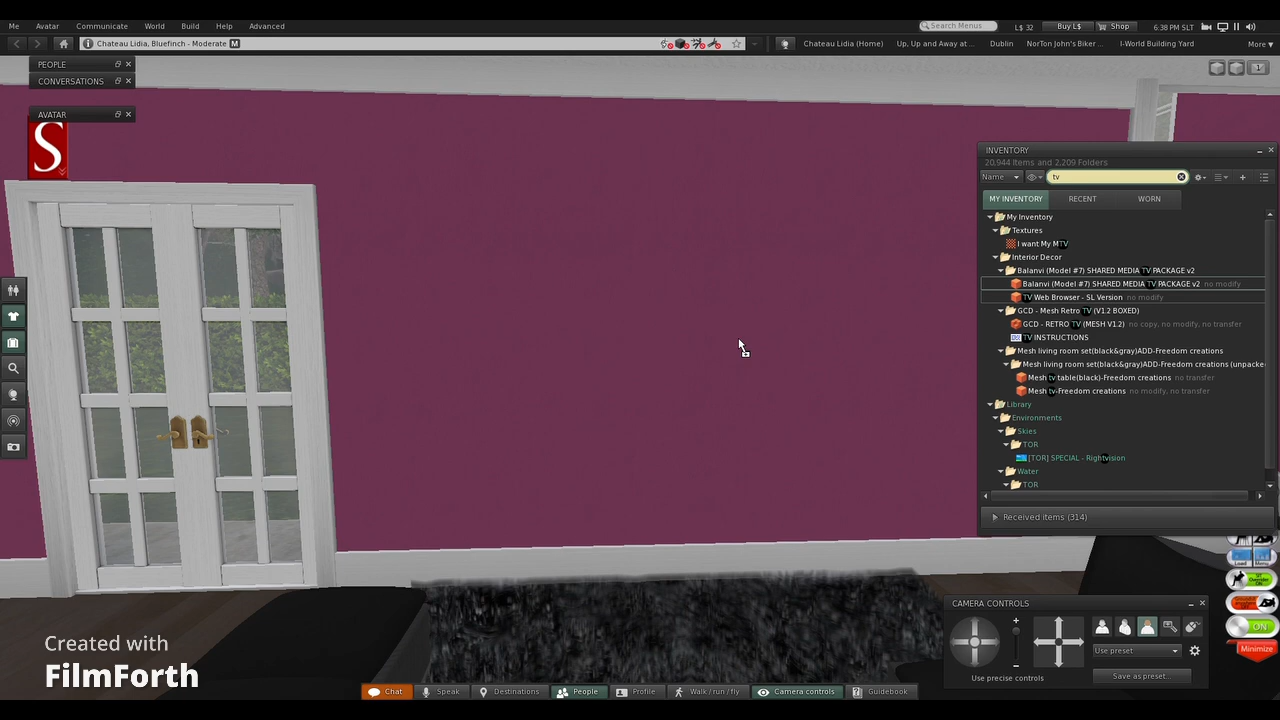 Me Avatar Communicate World Build Help Advanced Search Menus L$ 32 Buy L$ Shop 6:38 PM SLT
Chateau Lidia, Bluefinch - Moderate M Chateau Lidia (Home) Up, Up and Away at ... Dublin NorTon John's Biker ... I-World Building Yard More ▾
PEOPLE
CONVERSATIONS
AVATAR
S
INVENTORY
20,944 Items and 2,209 Folders
Name tv
MY INVENTORY RECENT WORN
My Inventory
Textures
I want My MTV
Interior Decor
Balanvi (Model #7) SHARED MEDIA TV PACKAGE v2
Balanvi (Model #7) SHARED MEDIA TV PACKAGE v2 no modify
TV Web Browser - SL Version no modify
GCD - Mesh Retro TV (V1.2 BOXED)
GCD - RETRO TV (MESH V1.2) no copy, no modify, no transfer
TV INSTRUCTIONS
Mesh living room set(black&gray)ADD-Freedom creations
Mesh living room set(black&gray)ADD-Freedom creations (unpacke
Mesh tv table(black)-Freedom creations no transfer
Mesh tv-Freedom creations no modify, no transfer
Library
Environments
Skies
TOR
[TOR] SPECIAL - Rightvision
Water
TOR
Received items (314)
Load Menu
ON
Minimize
CAMERA CONTROLS
Use preset
Use precise controls
Save as preset...
Created with
FilmForth
Chat Speak Destinations People Profile Walk / run / fly Camera controls Guidebook